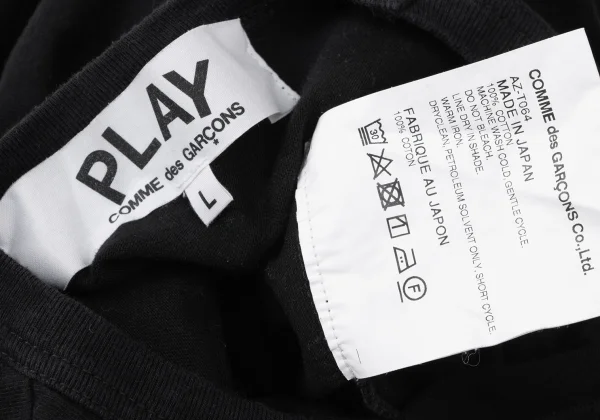 PLAY
COMME des GARÇONS
L
COMME des GARÇONS Co.,Ltd.
AZ-T064
MADE IN JAPAN
100% COTTON
MACHINE WASH COLD GENTLE CYCLE.
DO NOT BLEACH.
LINE DRY IN SHADE.
WARM IRON.
DRYCLEAN, PETROLEUM SOLVENT ONLY, SHORT CYCLE.
FABRIQUE AU JAPON
100% COTON
30
F